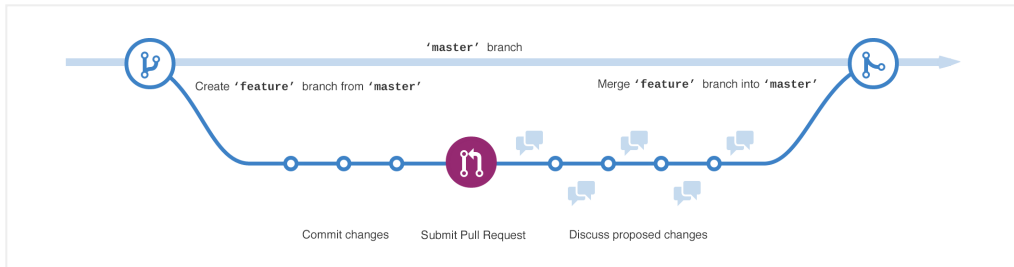 ‘master’ branch
Create ‘feature’ branch from ‘master’
Merge ‘feature’ branch into ‘master’
Commit changes
Submit Pull Request
Discuss proposed changes